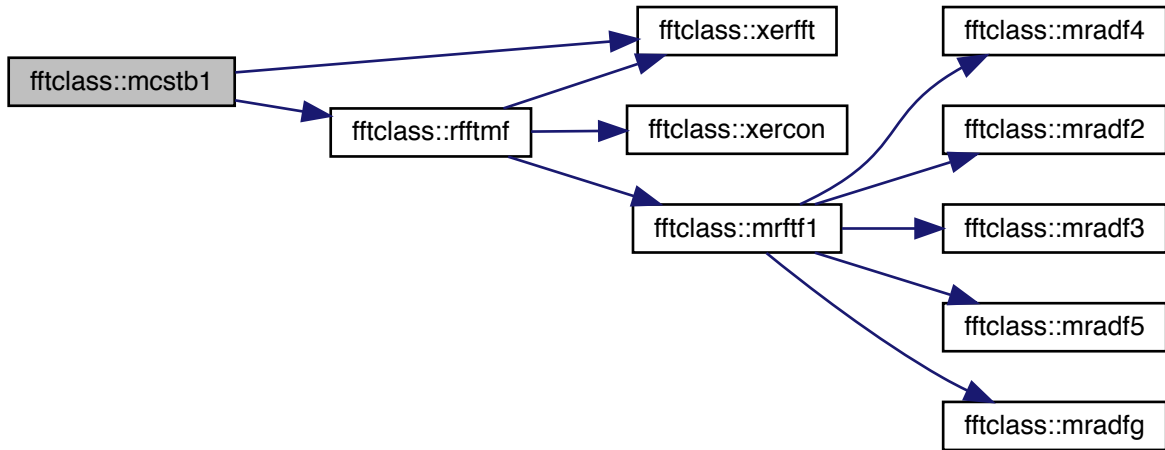 fftclass::mcstb1
fftclass::xerfft
fftclass::rfftmf
fftclass::xercon
fftclass::mrftf1
fftclass::mradf4
fftclass::mradf2
fftclass::mradf3
fftclass::mradf5
fftclass::mradfg